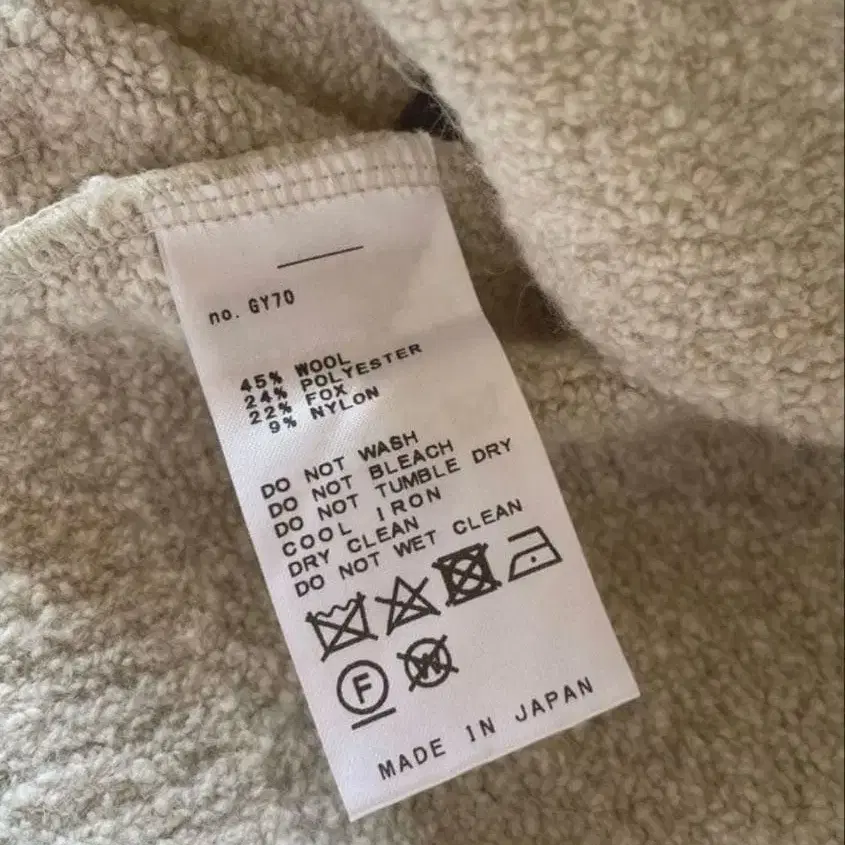 no. GY70
45% WOOL
24% POLYESTER
22% FOX
9% NYLON
DO NOT WASH
DO NOT BLEACH
DO NOT TUMBLE DRY
COOL IRON
DRY CLEAN
DO NOT WET CLEAN
F W
MADE IN JAPAN